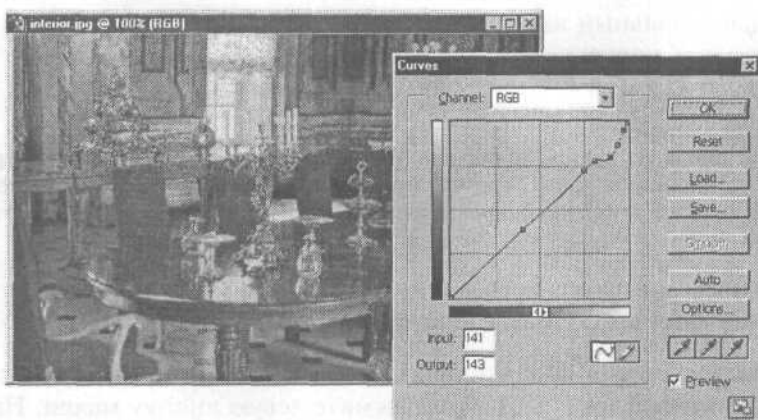 interior.jpg @ 100% (RGB)
Curves
Channel: RGB
OK
Reset
Load...
Save...
Smooth
Auto
Options...
Input: 141
Output: 143
Preview